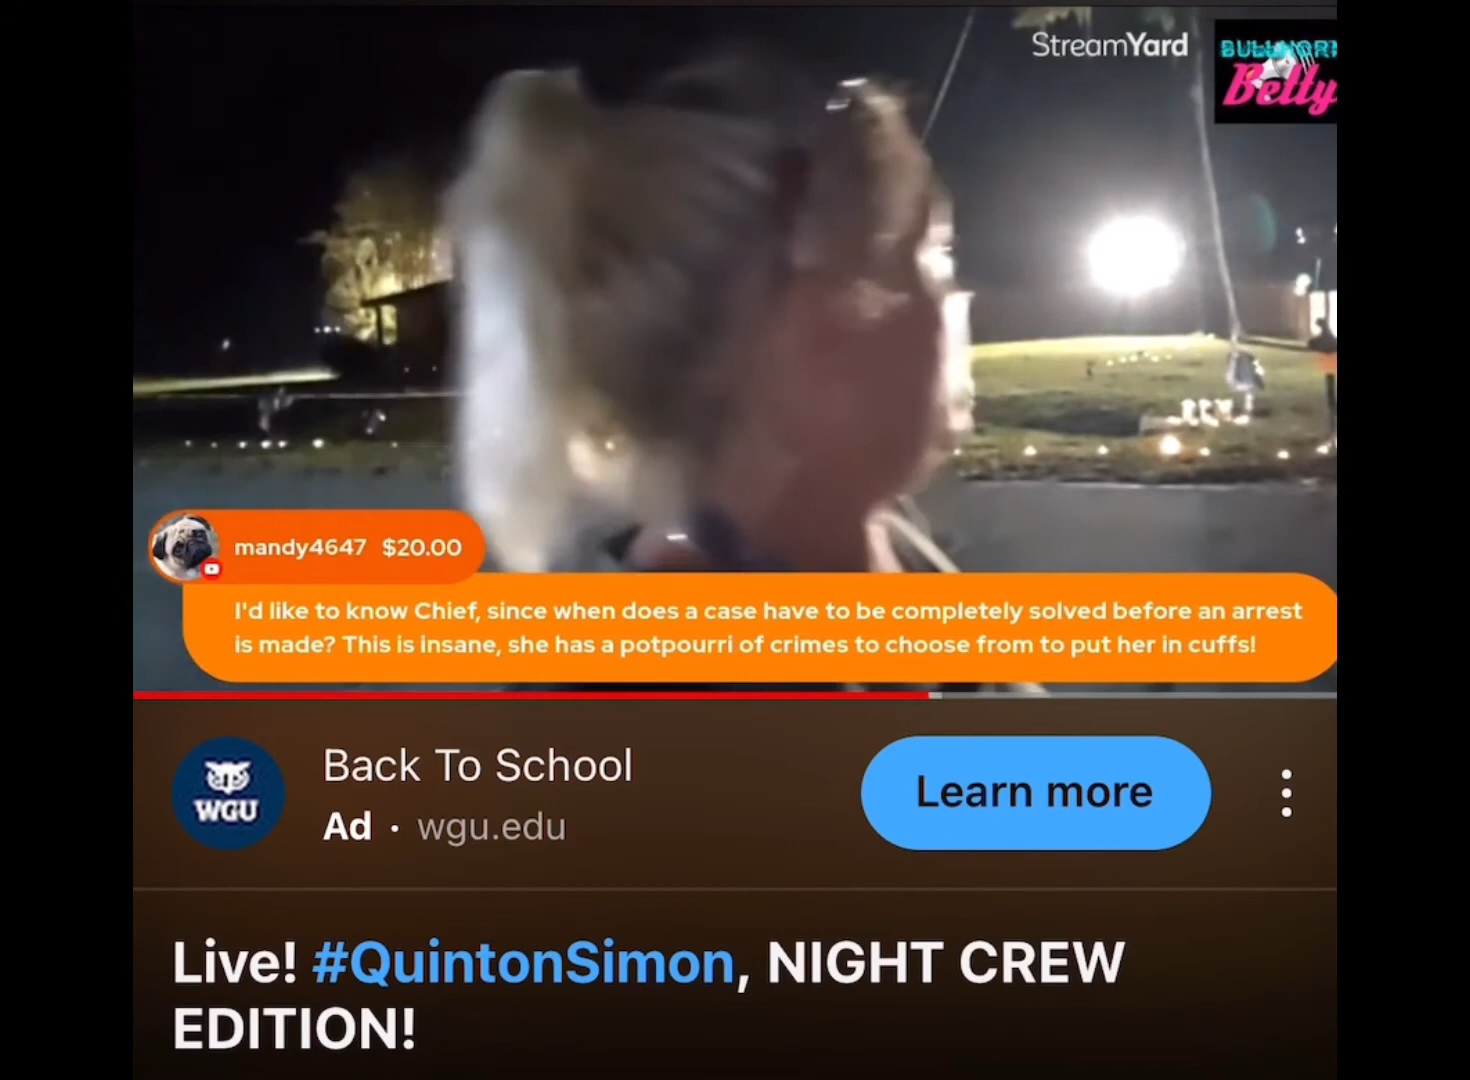 StreamYard
BULLHORN
Betty
mandy4647 $20.00
I'd like to know Chief, since when does a case have to be completely solved before an arrest
is made? This is insane, she has a potpourri of crimes to choose from to put her in cuffs!
WGU
Back To School
Ad · wgu.edu
Learn more
Live! #QuintonSimon, NIGHT CREW
EDITION!